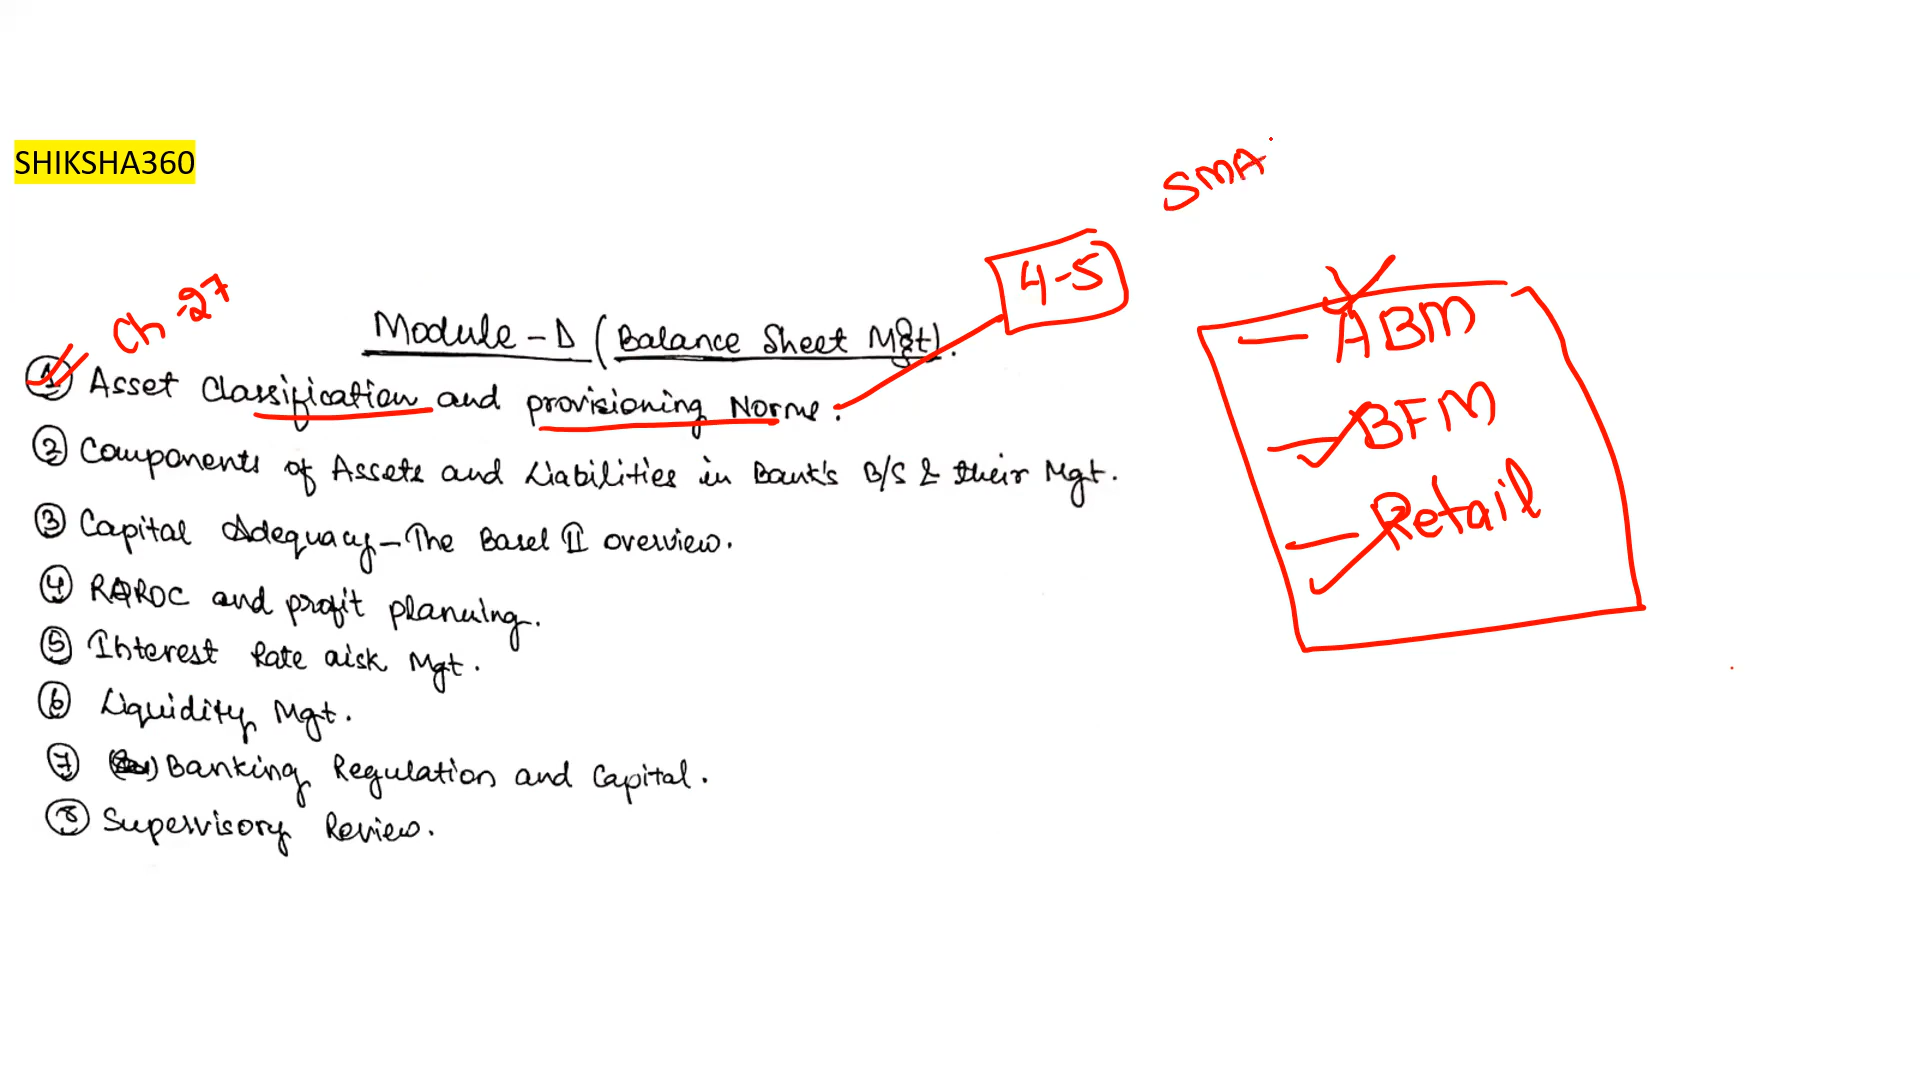 SHIKSHA360
SMA
4-5
Ch-27
Module - D (Balance Sheet Mgt).
① Asset Classification and provisioning Norms.
② Components of Assets and Liabilities in Bank's B/S & their Mgt.
③ Capital Adequacy - The Basel II overview.
④ RAROC and profit planning.
⑤ Interest Rate aisk Mgt.
⑥ Liquidity Mgt.
⑦ Banking Regulation and Capital.
⑧ Supervisory Review.
- ABM
- BFM
- Retail